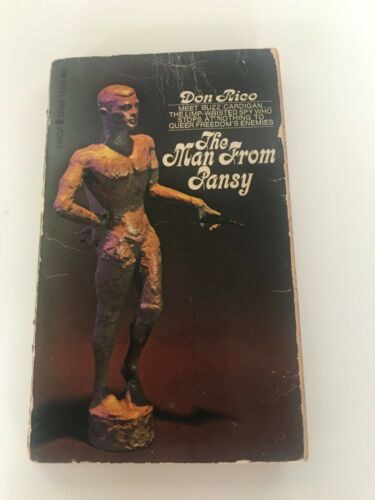 Don Rico
MEET BUZZ CARDIGAN...
THE LIMP-WRISTED SPY WHO
STOPS AT NOTHING TO
QUEER FREEDOM'S ENEMIES
The
Man From
Pansy